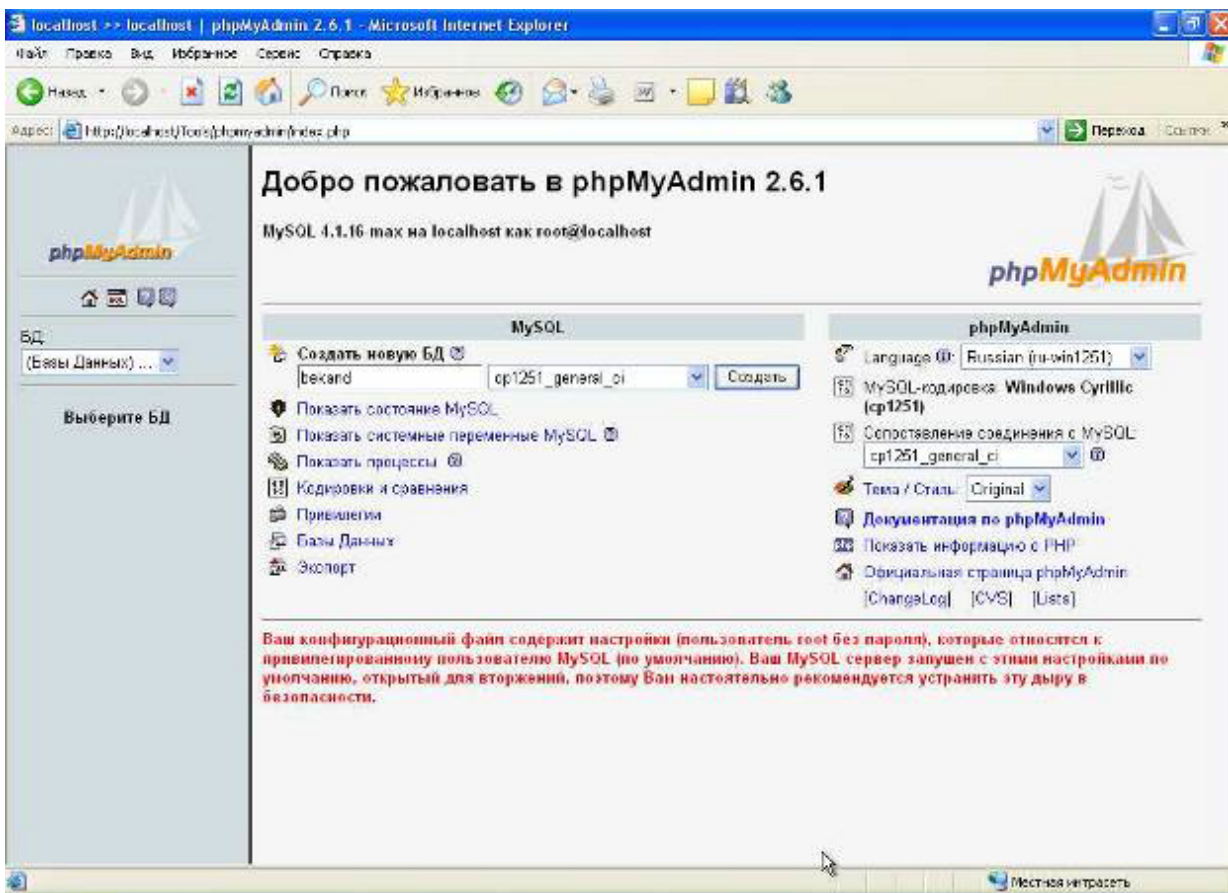 localhost >> localhost | phpMyAdmin 2.6.1 - Microsoft Internet Explorer
Файл Правка Вид Избранное Сервис Справка
Назад Поиск Избранное
Адрес: http://localhost/Tools/phpmyadmin/index.php Переход Ссылки
phpMyAdmin
БД:
(Базы Данных) ...
Выберите БД
Добро пожаловать в phpMyAdmin 2.6.1
MySQL 4.1.16-max на localhost как root@localhost
phpMyAdmin
MySQL
Создать новую БД
bekand cp1251_general_ci Создать
Показать состояние MySQL
Показать системные переменные MySQL
Показать процессы
Кодировки и сравнения
Привилегии
Базы Данных
Экспорт
phpMyAdmin
Language: Russian (ru-win1251)
MySQL-кодировка: Windows Cyrillic
(cp1251)
Сопоставление соединения с MySQL:
cp1251_general_ci
Тема / Стиль: Original
Документация по phpMyAdmin
Показать информацию о PHP
Официальная страница phpMyAdmin
[ChangeLog] [CVS] [Lists]
Ваш конфигурационный файл содержит настройки (пользователь root без пароля), которые относятся к
привилегированному пользователю MySQL (по умолчанию). Ваш MySQL сервер запущен с этими настройками по
умолчанию, открытый для вторжений, поэтому Вам настоятельно рекомендуется устранить эту дыру в
безопасности.
Местная интрасеть